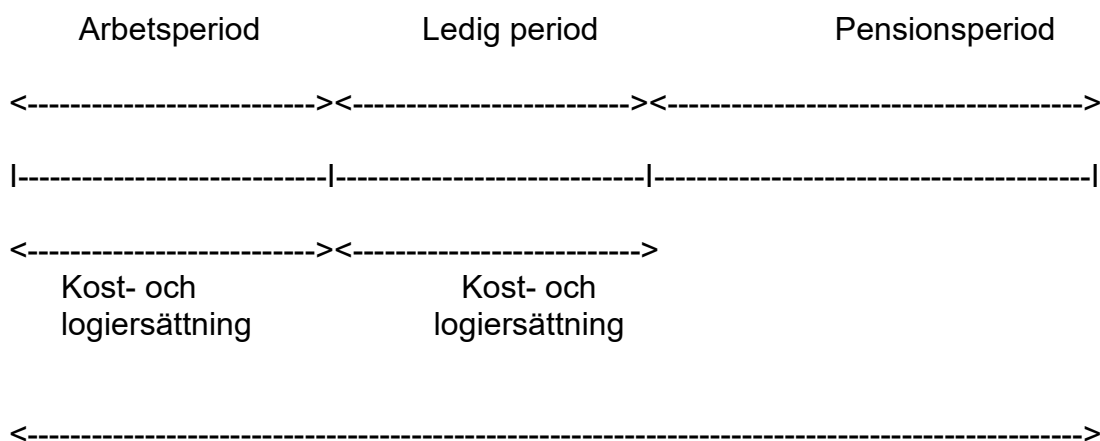 Arbetsperiod Ledig period Pensionsperiod
<---------------------------><--------------------------><---------------------------------------->
|-----------------------------|-----------------------------|-----------------------------------------|
<----------------------------><--------------------------->
Kost- och Kost- och
logiersättning logiersättning
<---------------------------------------------------------------------------------------------------->